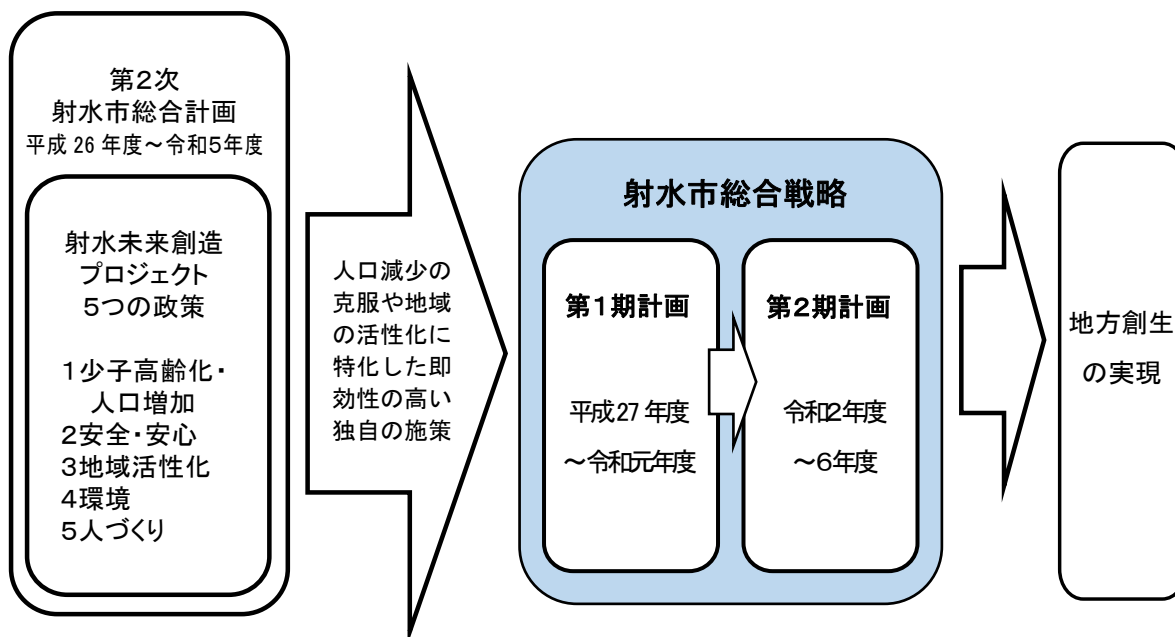 第2次
射水市総合計画
平成 26 年度～令和5年度
射水未来創造
プロジェクト
5つの政策
1少子高齢化・
人口増加
2安全・安心
3地域活性化
4環境
5人づくり
人口減少の
克服や地域
の活性化に
特化した即
効性の高い
独自の施策
射水市総合戦略
第1期計画
平成27 年度
～令和元年度
第2期計画
令和2年度
～6年度
地方創生
の実現